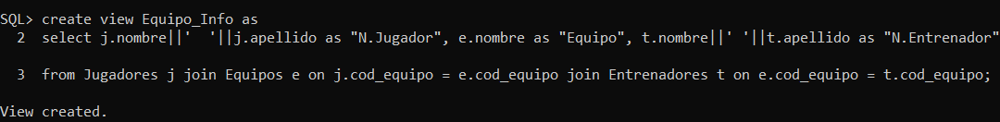 SQL> create view Equipo_Info as
  2  select j.nombre||'  '||j.apellido as "N.Jugador", e.nombre as "Equipo", t.nombre||' '||t.apellido as "N.Entrenador"
  3  from Jugadores j join Equipos e on j.cod_equipo = e.cod_equipo join Entrenadores t on e.cod_equipo = t.cod_equipo;
View created.